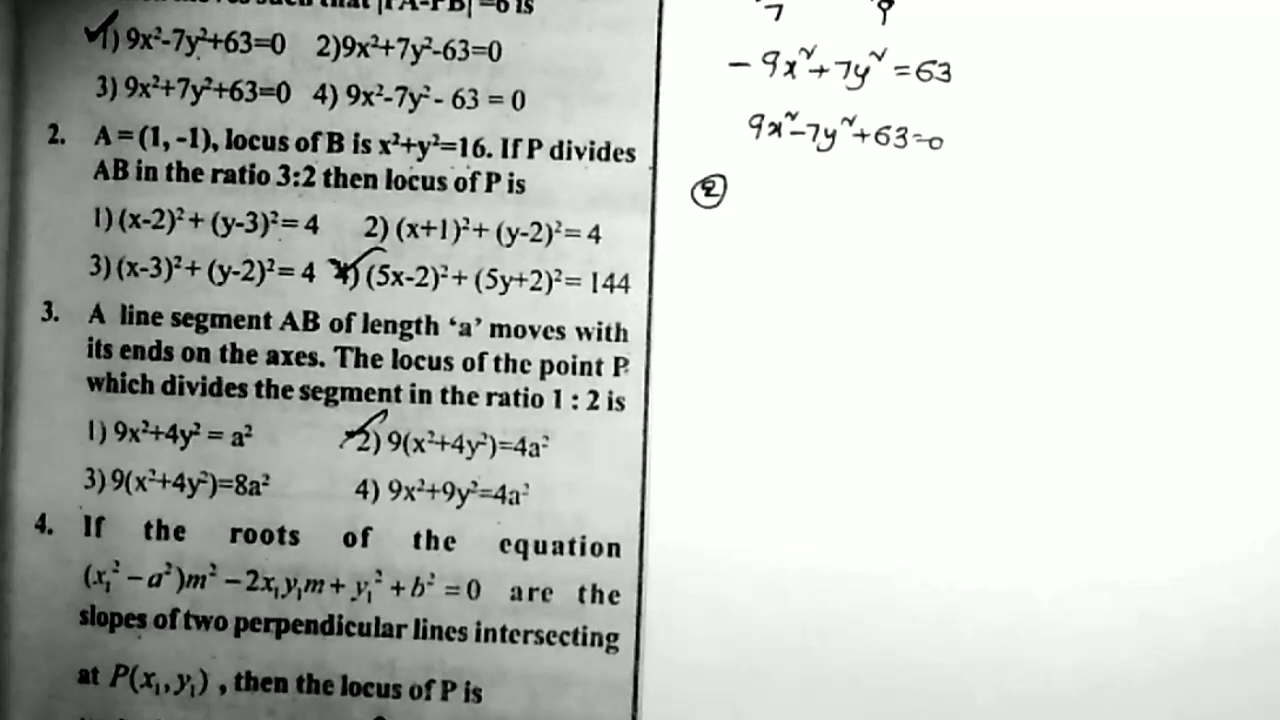 that |PA-PB| =6 is
1) 9x²-7y²+63=0 2)9x²+7y²-63=0
3) 9x²+7y²+63=0 4) 9x²-7y²- 63 = 0
2. A=(1, -1), locus of B is x²+y²=16. If P divides
AB in the ratio 3:2 then locus of P is
1) (x-2)²+ (y-3)²= 4 2) (x+1)²+ (y-2)²= 4
3) (x-3)²+ (y-2)²= 4 4) (5x-2)²+ (5y+2)²= 144
3. A line segment AB of length 'a' moves with
its ends on the axes. The locus of the point P
which divides the segment in the ratio 1 : 2 is
1) 9x²+4y² = a² 2) 9(x²+4y²)=4a²
3) 9(x²+4y²)=8a² 4) 9x²+9y²=4a²
4. If the roots of the equation
(x₁² - a²)m² - 2x₁y₁m + y₁² + b² = 0 are the
slopes of two perpendicular lines intersecting
at P(x₁, y₁) , then the locus of P is
7 9
- 9x² + 7y² = 63
9x² - 7y² + 63 = 0
②